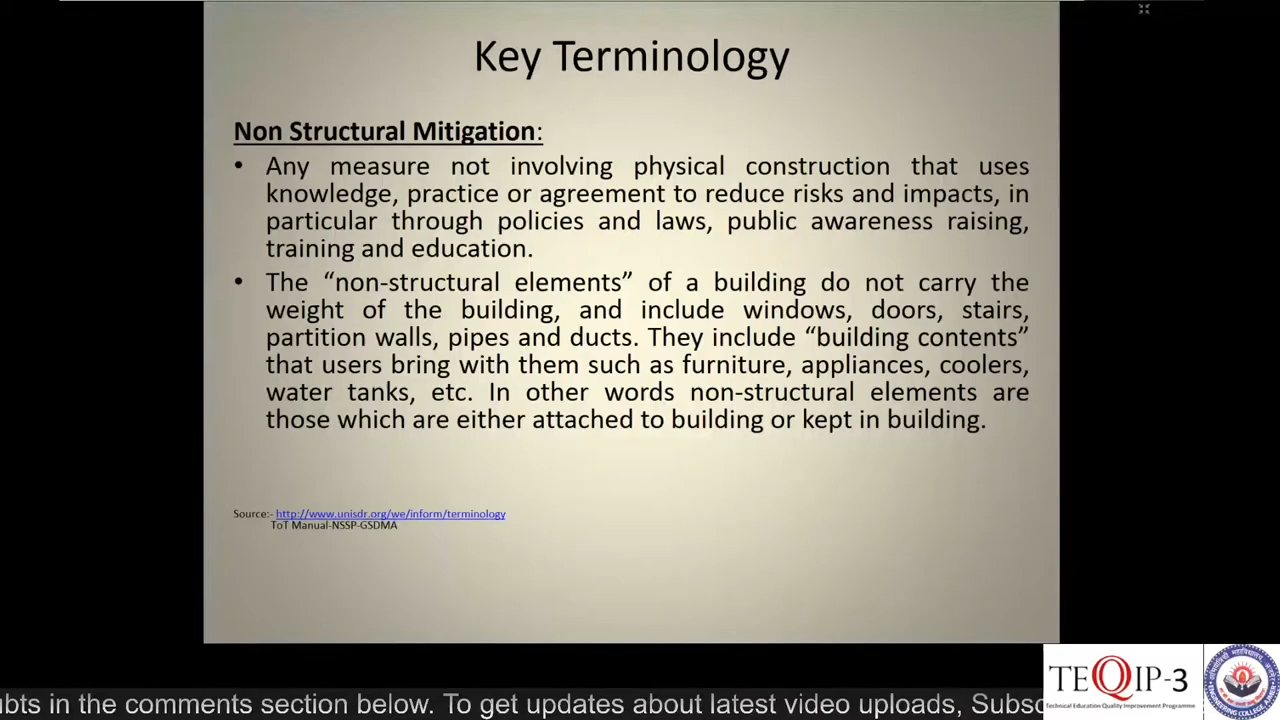 Key Terminology
Non Structural Mitigation:
• Any measure not involving physical construction that uses
knowledge, practice or agreement to reduce risks and impacts, in
particular through policies and laws, public awareness raising,
training and education.
• The “non-structural elements” of a building do not carry the
weight of the building, and include windows, doors, stairs,
partition walls, pipes and ducts. They include “building contents”
that users bring with them such as furniture, appliances, coolers,
water tanks, etc. In other words non-structural elements are
those which are either attached to building or kept in building.
Source:- http://www.unisdr.org/we/inform/terminology
ToT Manual-NSSP-GSDMA
TEQIP-3
Technical Education Quality Improvement Programme
ubts in the comments section below. To get updates about latest video uploads, Subsc